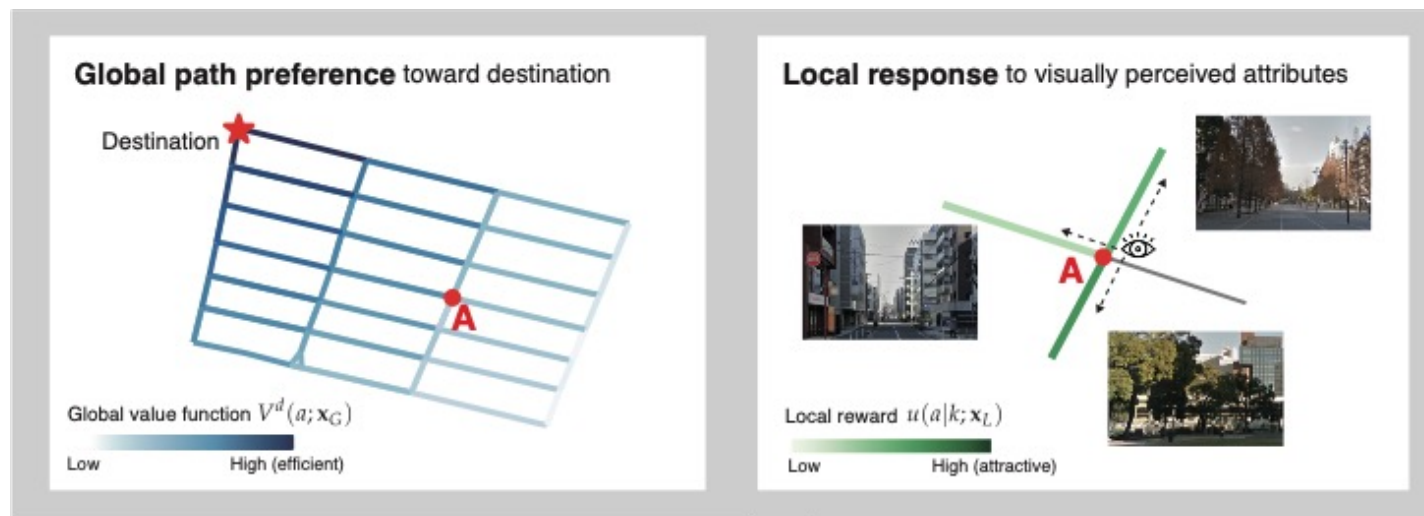 Global path preference toward destination
Destination
A
Global value function V^d(a; x_G)
Low High (efficient)
Local response to visually perceived attributes
A
Local reward u(a|k; x_L)
Low High (attractive)